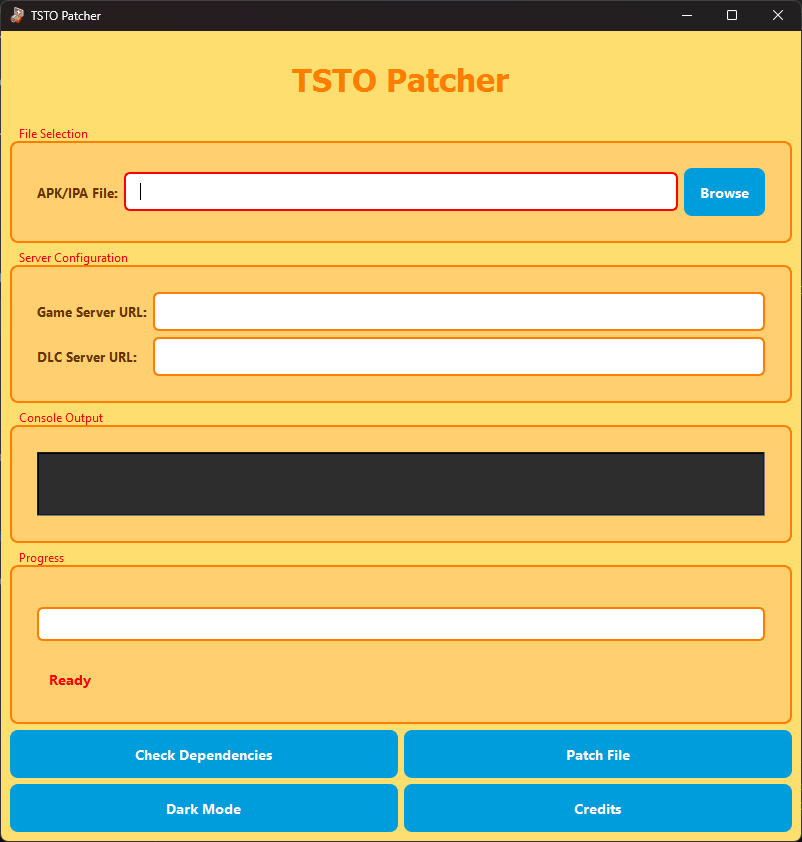 TSTO Patcher
TSTO Patcher
File Selection
APK/IPA File:
Browse
Server Configuration
Game Server URL:
DLC Server URL:
Console Output
Progress
Ready
Check Dependencies
Patch File
Dark Mode
Credits